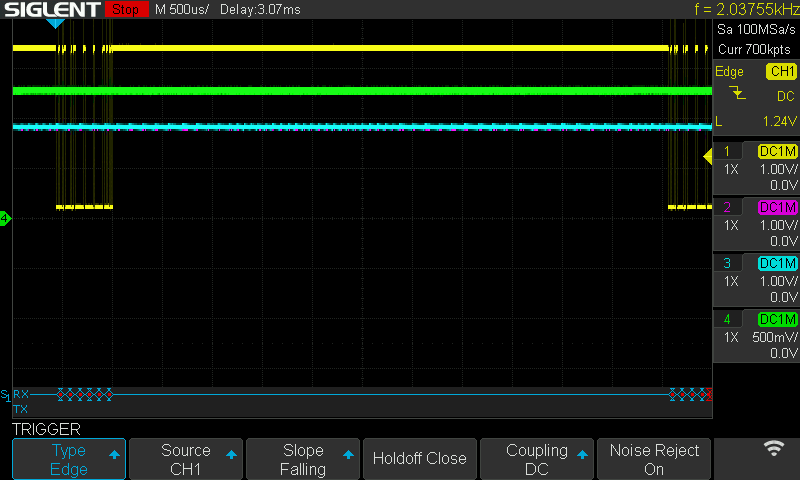 SIGLENT Stop M 500us/ Delay:3.07ms f = 2.03755kHz
Sa 100MSa/s
Curr 700kpts
Edge CH1
DC
L 1.24V
1 DC1M
1X 1.00V/
0.0V
2 DC1M
1X 1.00V/
0.0V
3 DC1M
1X 1.00V/
0.0V
4 DC1M
1X 500mV/
0.0V
4
S1 RX
TX
TRIGGER
Type Source Slope Holdoff Close Coupling Noise Reject
Edge CH1 Falling DC On